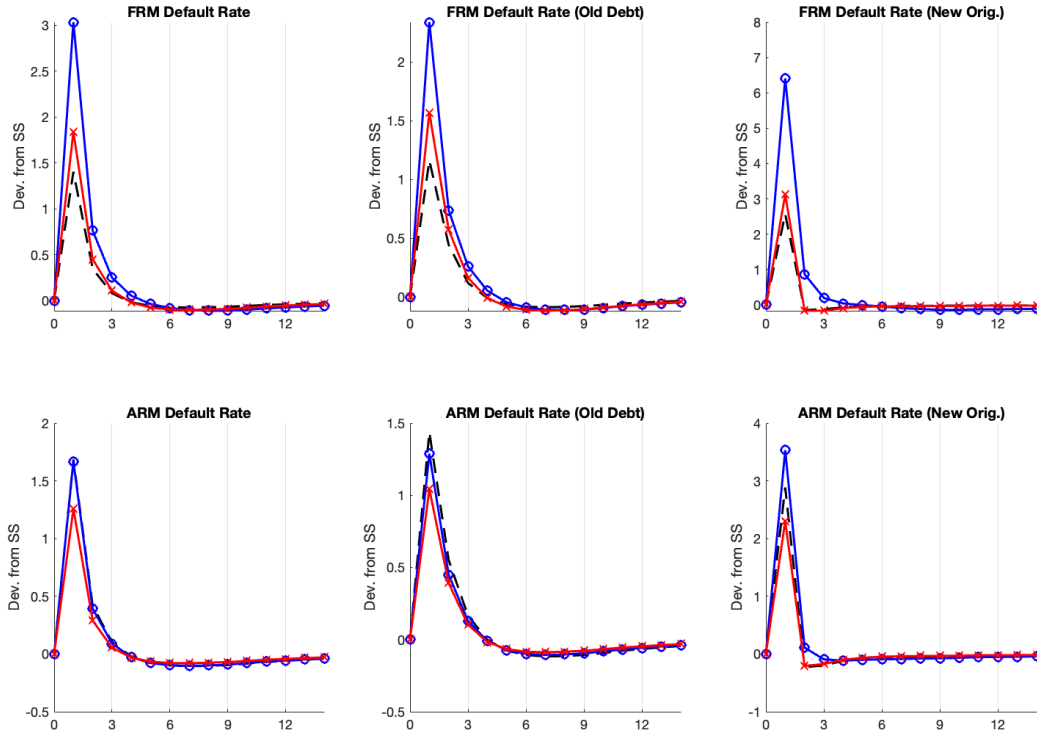 FRM Default Rate
3
2.5
2
1.5
1
0.5
0
Dev. from SS
0 3 6 9 12
FRM Default Rate (Old Debt)
2
1.5
1
0.5
0
Dev. from SS
0 3 6 9 12
FRM Default Rate (New Orig.)
8
7
6
5
4
3
2
1
0
Dev. from SS
0 3 6 9 12
ARM Default Rate
2
1.5
1
0.5
0
-0.5
Dev. from SS
0 3 6 9 12
ARM Default Rate (Old Debt)
1.5
1
0.5
0
-0.5
Dev. from SS
0 3 6 9 12
ARM Default Rate (New Orig.)
4
3
2
1
0
-1
Dev. from SS
0 3 6 9 12